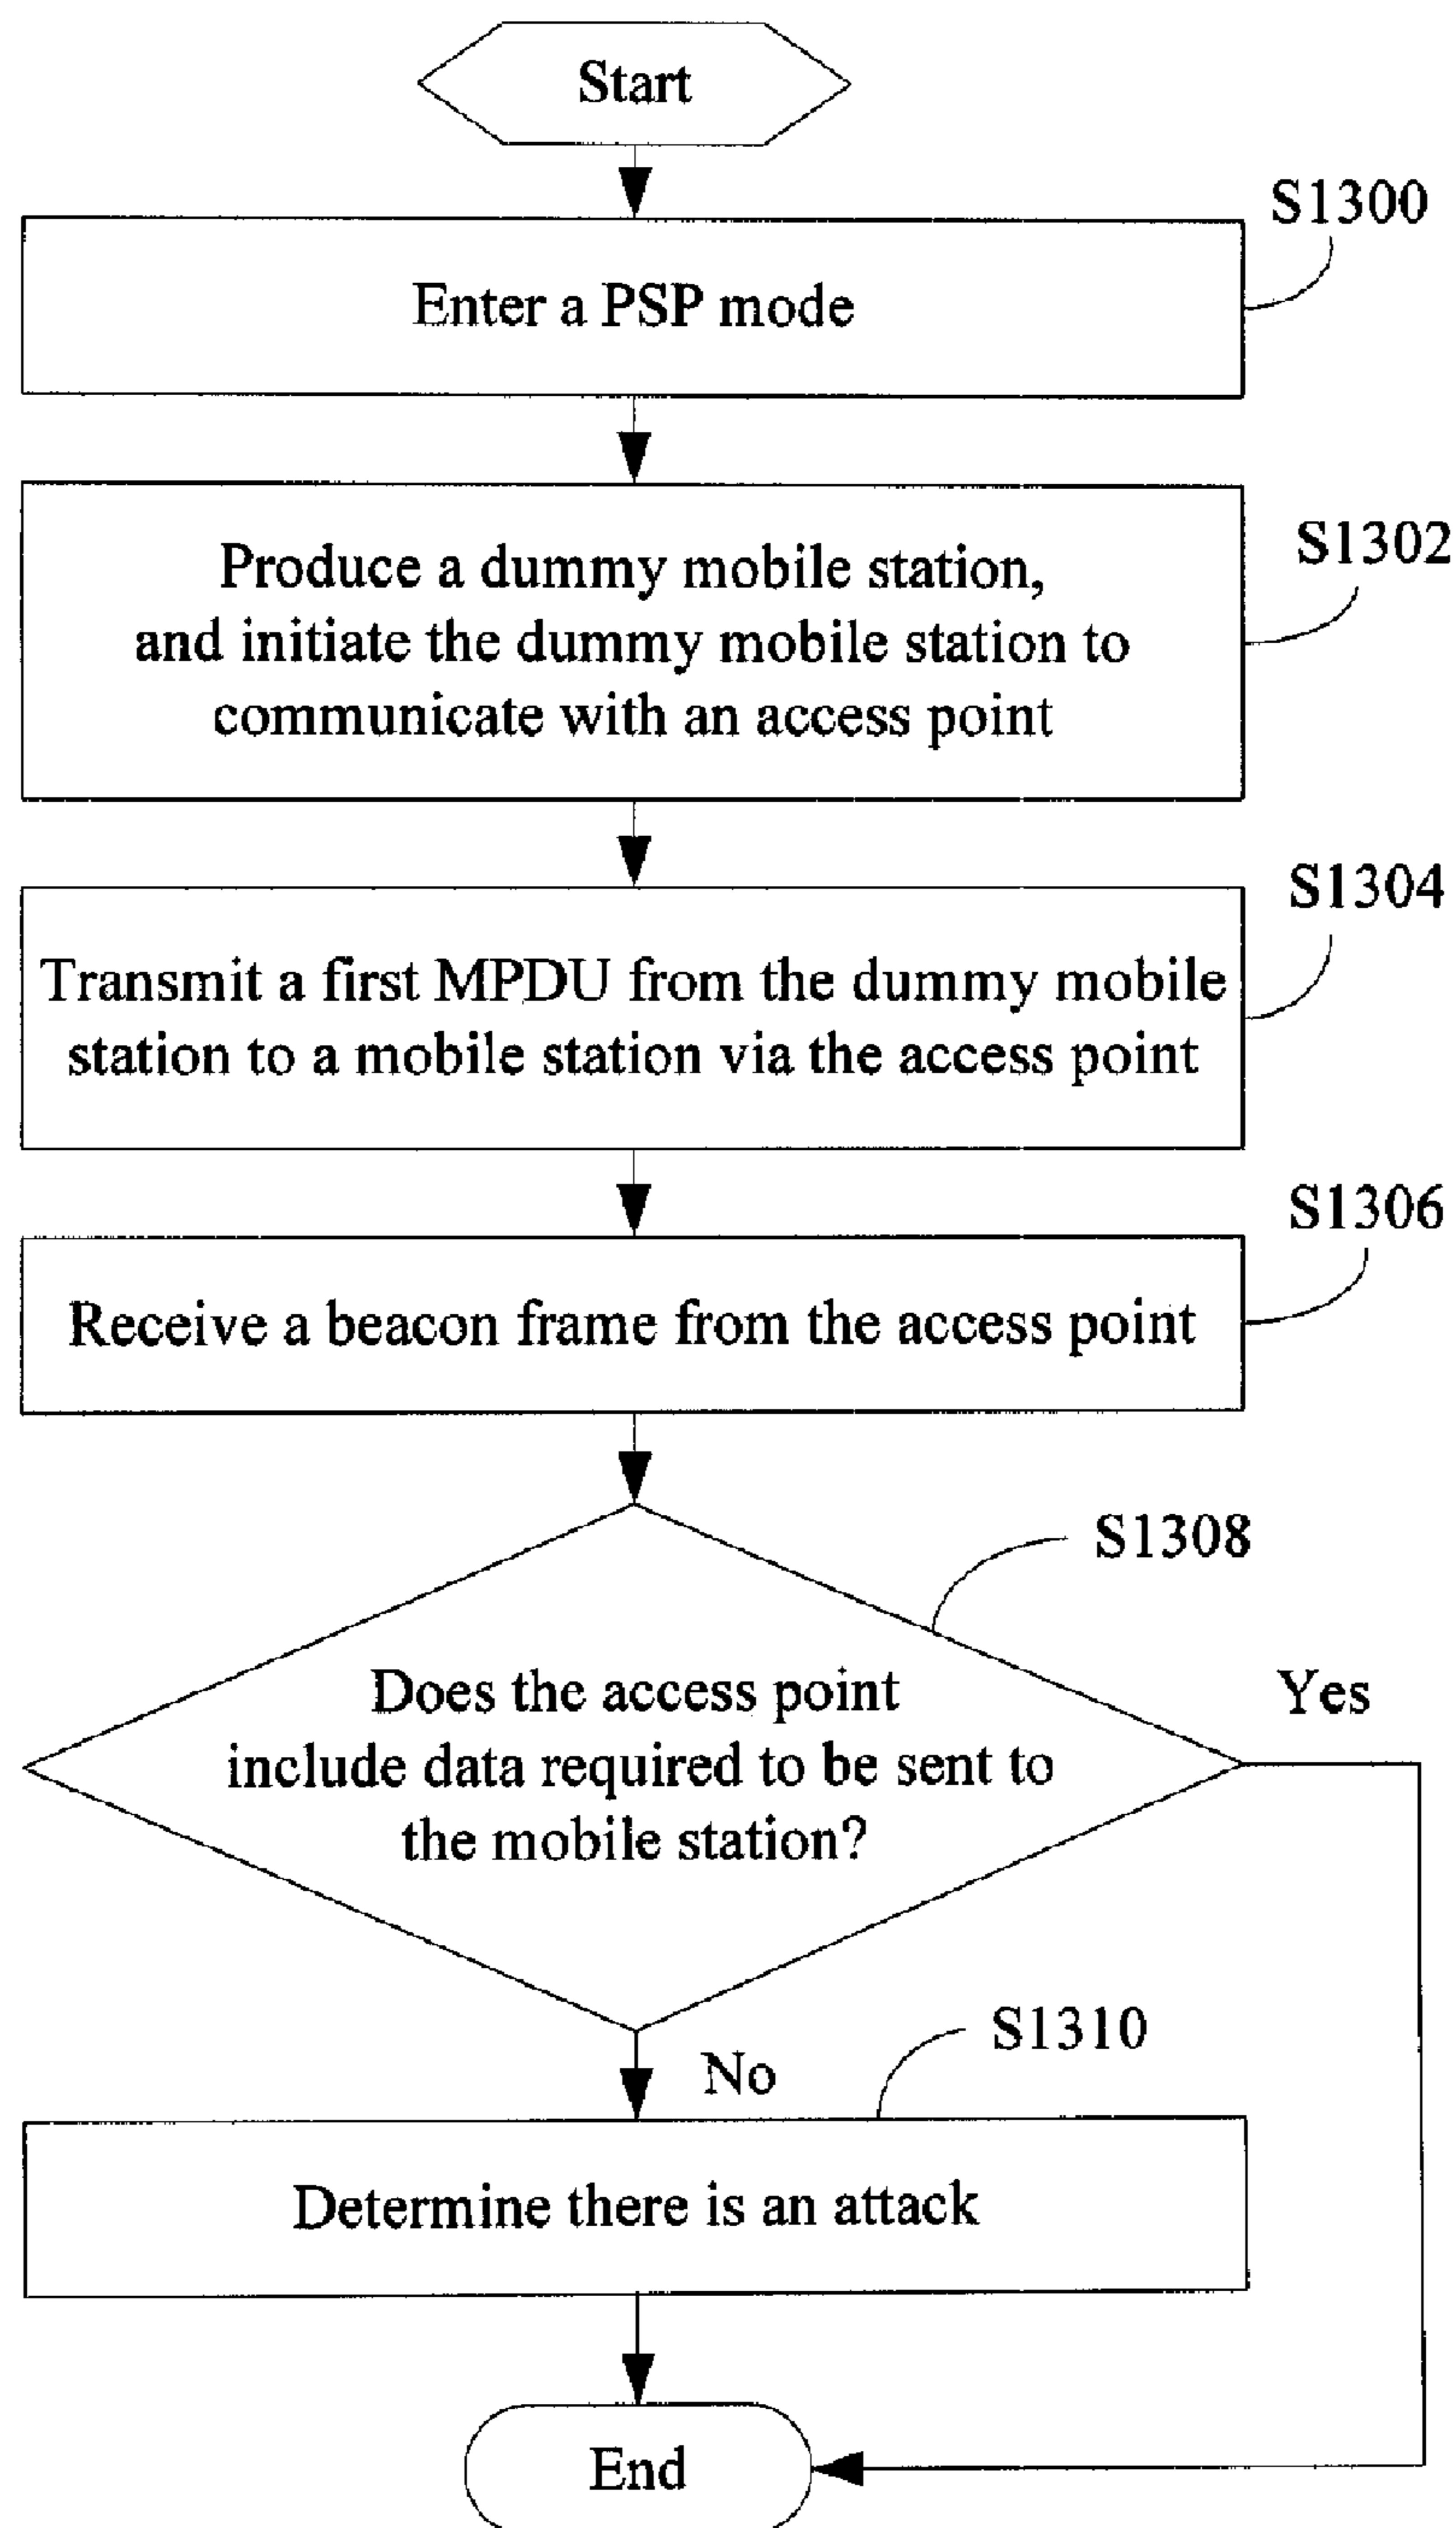 Start
S1300
Enter a PSP mode
S1302
Produce a dummy mobile station,
and initiate the dummy mobile station to
communicate with an access point
S1304
Transmit a first MPDU from the dummy mobile
station to a mobile station via the access point
S1306
Receive a beacon frame from the access point
S1308
Does the access point
include data required to be sent to
the mobile station?
Yes
No
S1310
Determine there is an attack
End